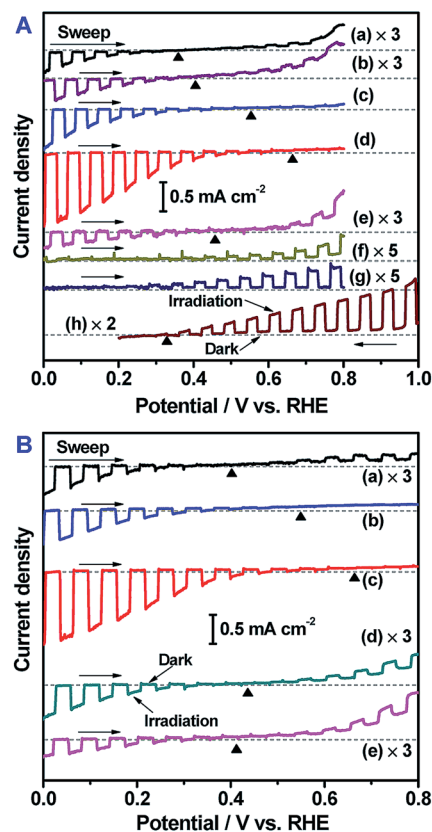 A
Sweep
(a) × 3
(b) × 3
(c)
(d)
0.5 mA cm⁻²
(e) × 3
(f) × 5
(g) × 5
Irradiation
(h) × 2
Dark
Current density
0.0 0.2 0.4 0.6 0.8 1.0
Potential / V vs. RHE
B
Sweep
(a) × 3
(b)
(c)
0.5 mA cm⁻²
(d) × 3
Dark
Irradiation
(e) × 3
Current density
0.0 0.2 0.4 0.6 0.8
Potential / V vs. RHE